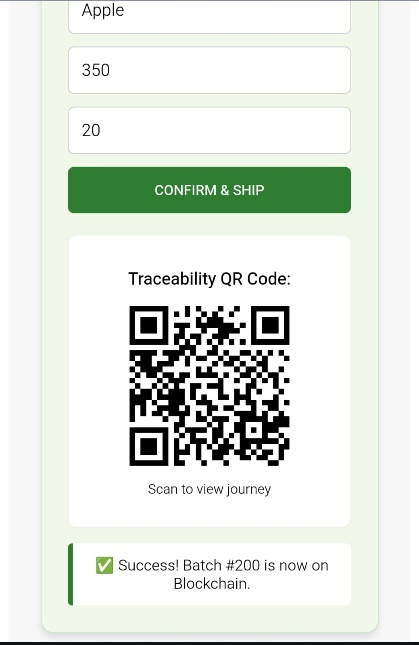 Apple
350
20
CONFIRM & SHIP
Traceability QR Code:
Scan to view journey
✅ Success! Batch #200 is now on
Blockchain.